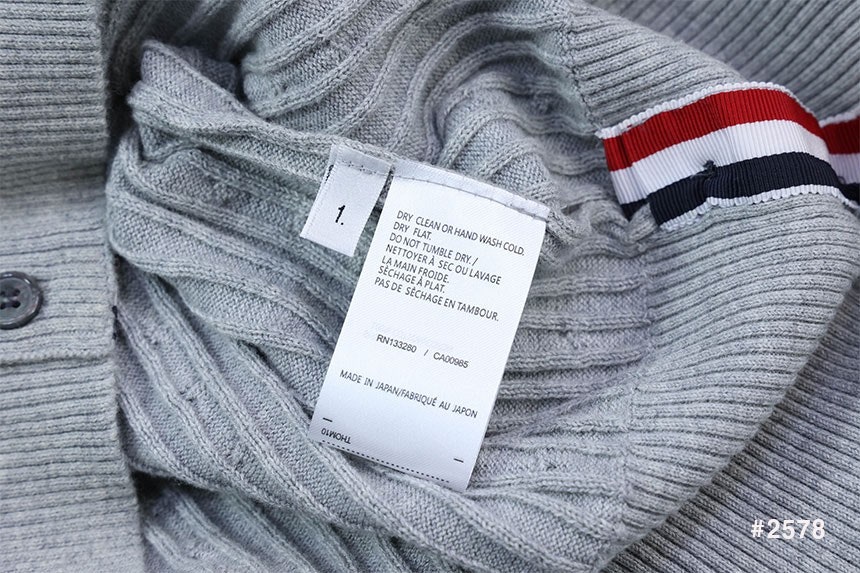 1.
DRY CLEAN OR HAND WASH COLD.
DRY FLAT.
DO NOT TUMBLE DRY./
NETTOYER À SEC OU LAVAGE
LA MAIN FROIDE.
SÉCHAGE À PLAT.
PAS DE SÉCHAGE EN TAMBOUR.
RN133280 / CA00985
MADE IN JAPAN/FABRIQUÉ AU JAPON
THOM10
#2578